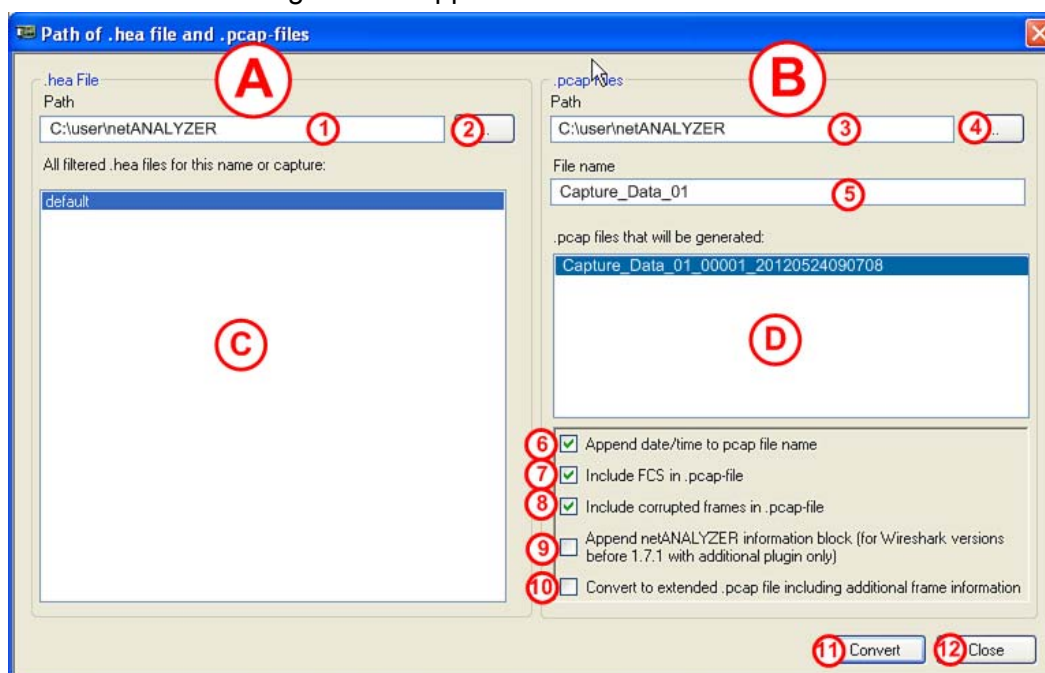 Path of .hea file and .pcap-files
A
B
.hea File
Path
C:\user\netANALYZER
1
2
...
All filtered .hea files for this name or capture:
default
C
.pcap files
Path
C:\user\netANALYZER
3
4
...
File name
Capture_Data_01
5
.pcap files that will be generated:
Capture_Data_01_00001_20120524090708
D
6
Append date/time to pcap file name
7
Include FCS in .pcap-file
8
Include corrupted frames in .pcap-file
9
Append netANALYZER information block (for Wireshark versions
before 1.7.1 with additional plugin only)
10
Convert to extended .pcap file including additional frame information
11
Convert
12
Close